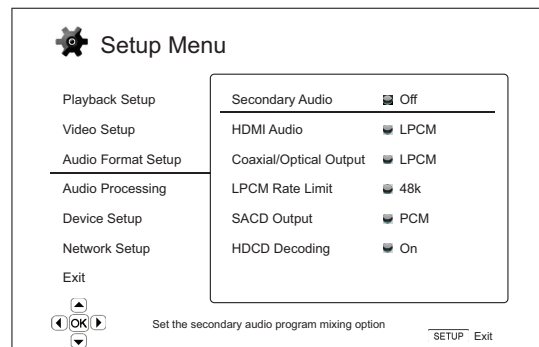 Setup Menu
Playback Setup
Video Setup
Audio Format Setup
Audio Processing
Device Setup
Network Setup
Exit
Secondary Audio Off
HDMI Audio LPCM
Coaxial/Optical Output LPCM
LPCM Rate Limit 48k
SACD Output PCM
HDCD Decoding On
OK
Set the secondary audio program mixing option
SETUP Exit